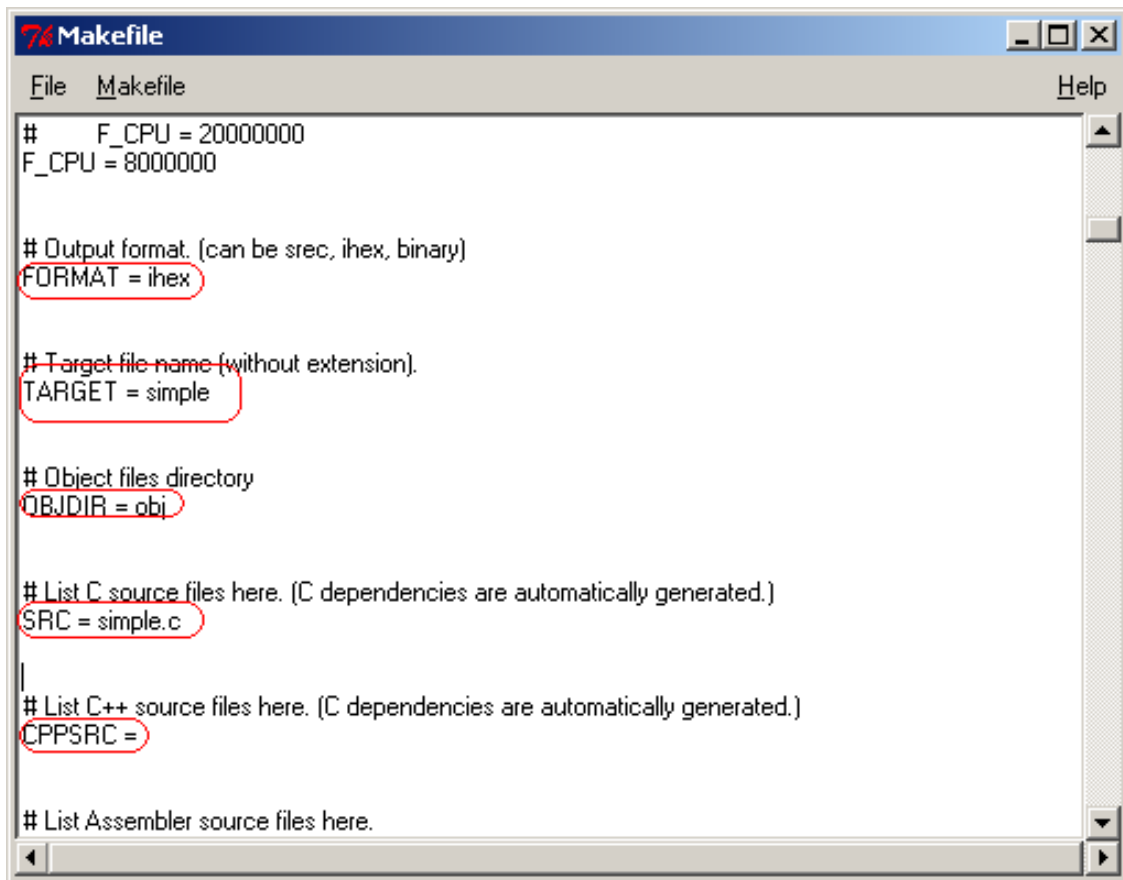 Makefile
File Makefile Help
# F_CPU = 20000000
F_CPU = 8000000
# Output format. (can be srec, ihex, binary)
FORMAT = ihex
# Target file name (without extension).
TARGET = simple
# Object files directory
OBJDIR = obj
# List C source files here. (C dependencies are automatically generated.)
SRC = simple.c
# List C++ source files here. (C dependencies are automatically generated.)
CPPSRC =
# List Assembler source files here.